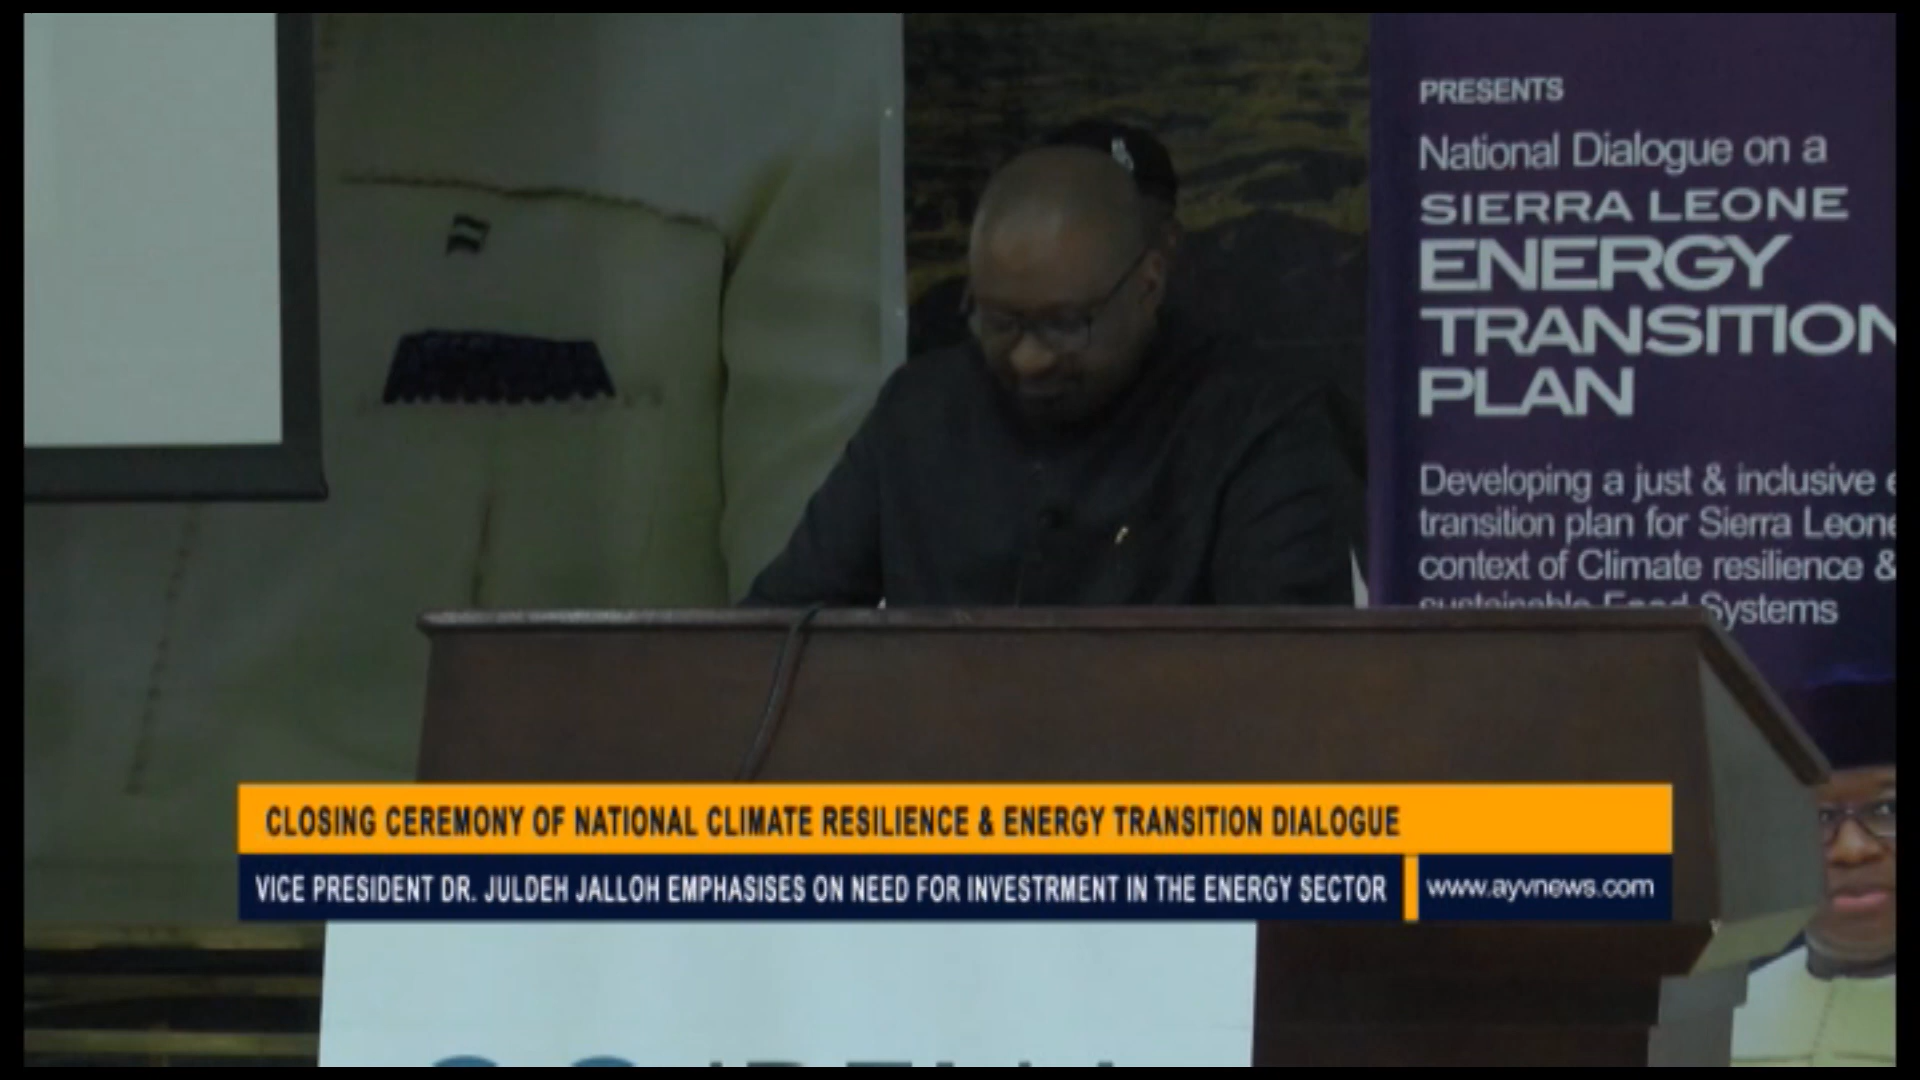 PRESENTS
National Dialogue on a
SIERRA LEONE
ENERGY
TRANSITION
PLAN
Developing a just & inclusive
transition plan for Sierra Leone
context of Climate resilience &
sustainable Food Systems
CLOSING CEREMONY OF NATIONAL CLIMATE RESILIENCE & ENERGY TRANSITION DIALOGUE
VICE PRESIDENT DR. JULDEH JALLOH EMPHASISES ON NEED FOR INVESTRMENT IN THE ENERGY SECTOR
www.ayvnews.com